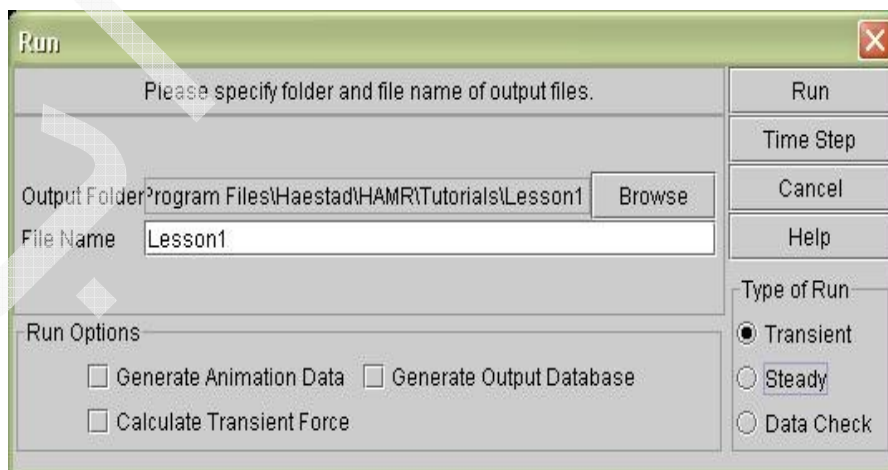 Run
Please specify folder and file name of output files.
Output Folder Program Files\Haestad\HAMR\Tutorials\Lesson1 Browse
File Name Lesson1
Run Options
Generate Animation Data Generate Output Database
Calculate Transient Force
Run
Time Step
Cancel
Help
Type of Run
Transient
Steady
Data Check